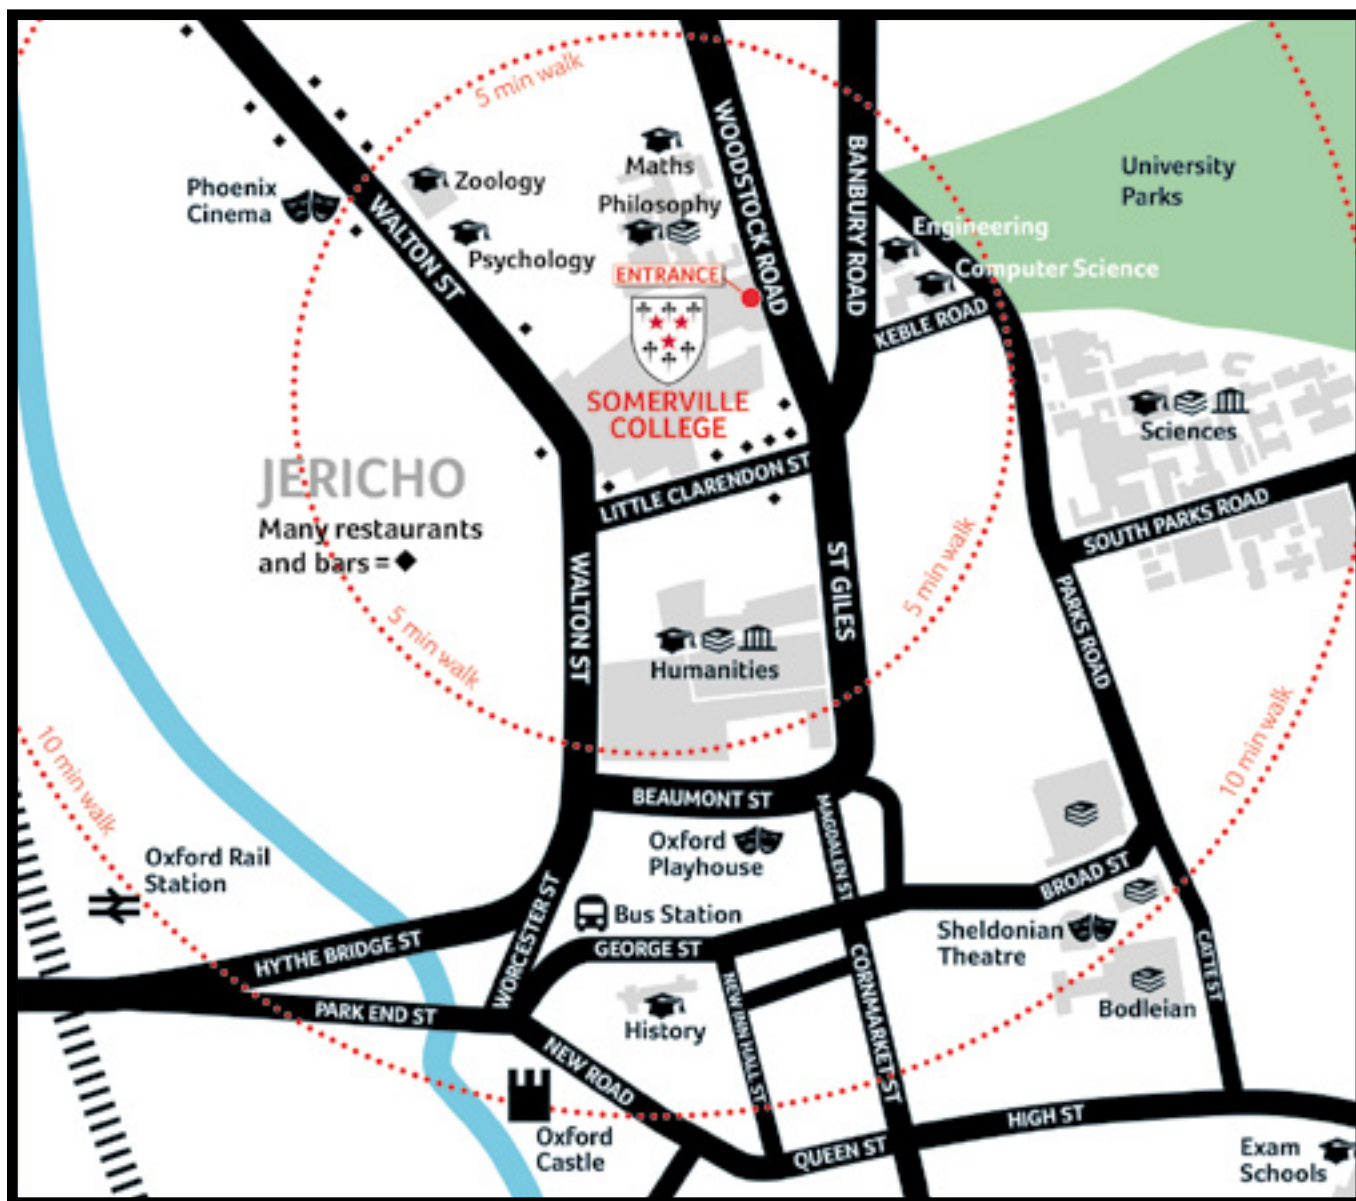 5 min walk
WOODSTOCK ROAD
BANBURY ROAD
Maths
University
Parks
Zoology
Phoenix
Cinema
WALTON ST
Philosophy
Psychology
Engineering
Computer Science
ENTRANCE
KEBLE ROAD
SOMERVILLE
COLLEGE
Sciences
JERICHO
Many restaurants
and bars =
LITTLE CLARENDON ST
SOUTH PARKS ROAD
WALTON ST
ST GILES
5 min walk
5 min walk
PARKS ROAD
Humanities
10 min walk
10 min walk
BEAUMONT ST
MAGDALEN ST
Oxford
Playhouse
Oxford Rail
Station
BROAD ST
Bus Station
WORCESTER ST
HYTHE BRIDGE ST
GEORGE ST
Sheldonian
Theatre
CATTE ST
CORNMARKET ST
NEW INN HALL ST
PARK END ST
History
Bodleian
NEW ROAD
HIGH ST
Oxford
Castle
QUEEN ST
Exam
Schools